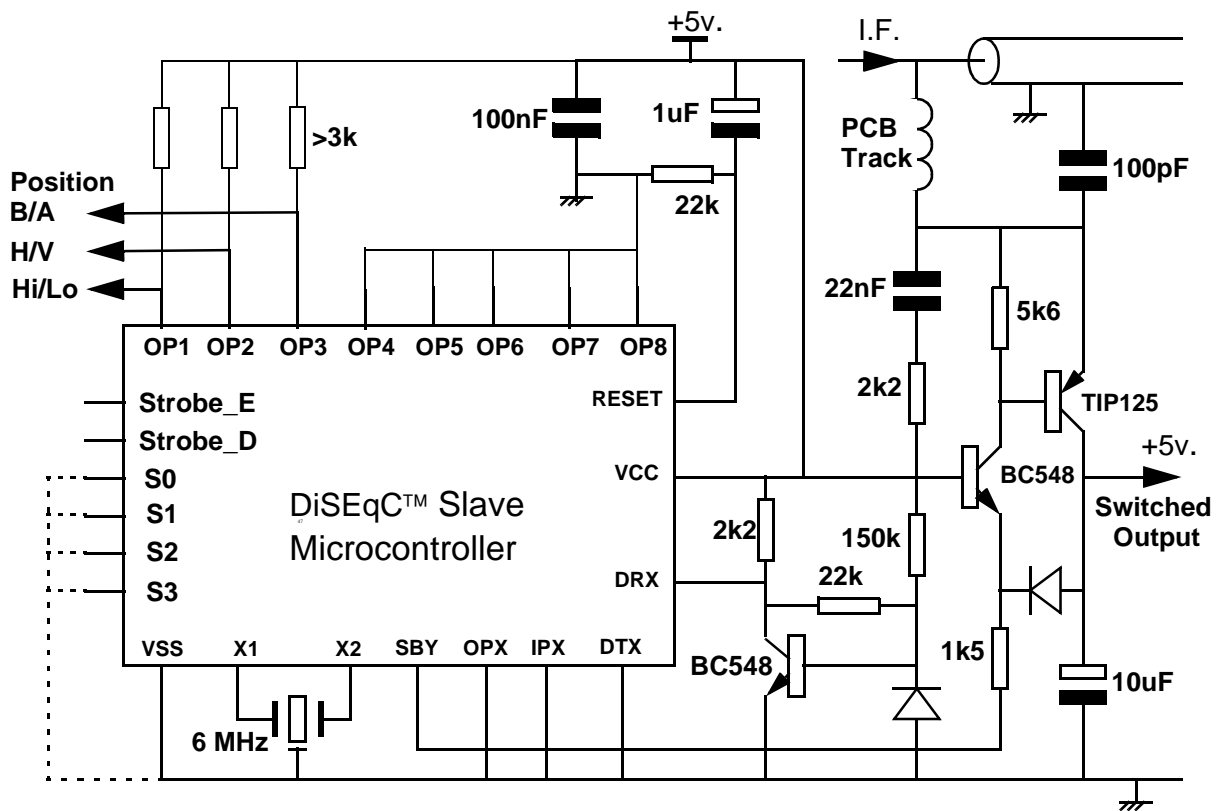 +5v.
I.F.
100nF
1uF
PCB
Track
100pF
>3k
Position
B/A
H/V
Hi/Lo
22k
22nF
5k6
OP1 OP2 OP3 OP4 OP5 OP6 OP7 OP8
2k2
TIP125
Strobe_E
RESET
Strobe_D
+5v.
S0
VCC
BC548
S1
DiSEqC™ Slave
Microcontroller
2k2
150k
Switched
Output
S2
DRX
22k
S3
VSS X1 X2 SBY OPX IPX DTX
BC548
1k5
10uF
6 MHz